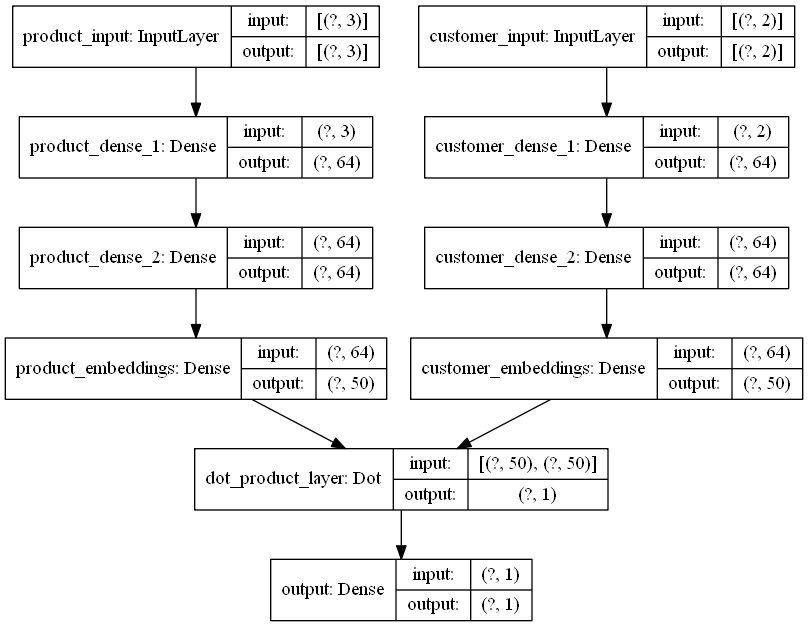 product_input: InputLayer
input: [(?, 3)]
output: [(?, 3)]
customer_input: InputLayer
input: [(?, 2)]
output: [(?, 2)]
product_dense_1: Dense
input: (?, 3)
output: (?, 64)
customer_dense_1: Dense
input: (?, 2)
output: (?, 64)
product_dense_2: Dense
input: (?, 64)
output: (?, 64)
customer_dense_2: Dense
input: (?, 64)
output: (?, 64)
product_embeddings: Dense
input: (?, 64)
output: (?, 50)
customer_embeddings: Dense
input: (?, 64)
output: (?, 50)
dot_product_layer: Dot
input: [(?, 50), (?, 50)]
output: (?, 1)
output: Dense
input: (?, 1)
output: (?, 1)